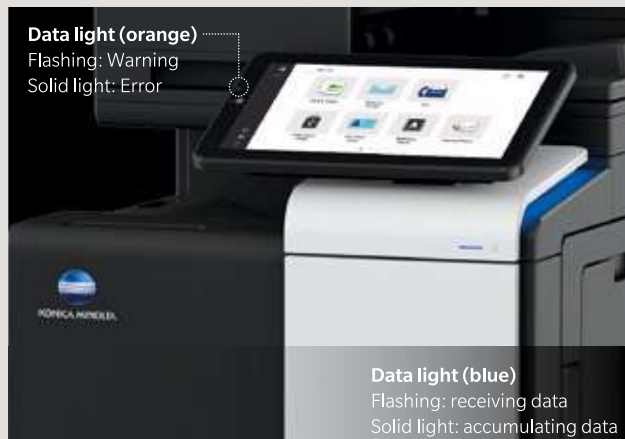 Data light (orange)
Flashing: Warning
Solid light: Error
KONICA MINOLTA
Data light (blue)
Flashing: receiving data
Solid light: accumulating data